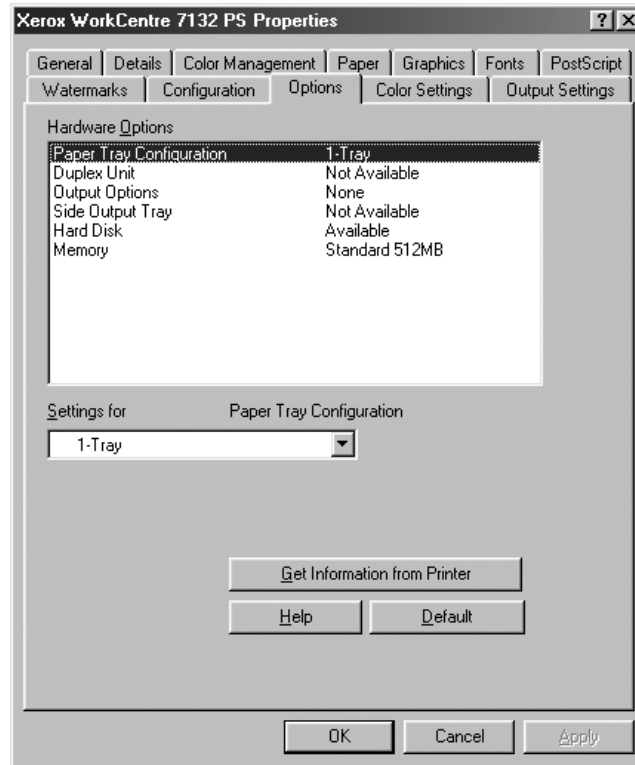 Xerox WorkCentre 7132 PS Properties
General Details Color Management Paper Graphics Fonts PostScript
Watermarks Configuration Options Color Settings Output Settings
Hardware Options
Paper Tray Configuration 1-Tray
Duplex Unit Not Available
Output Options None
Side Output Tray Not Available
Hard Disk Available
Memory Standard 512MB
Settings for Paper Tray Configuration
1-Tray
Get Information from Printer
Help Default
OK Cancel Apply